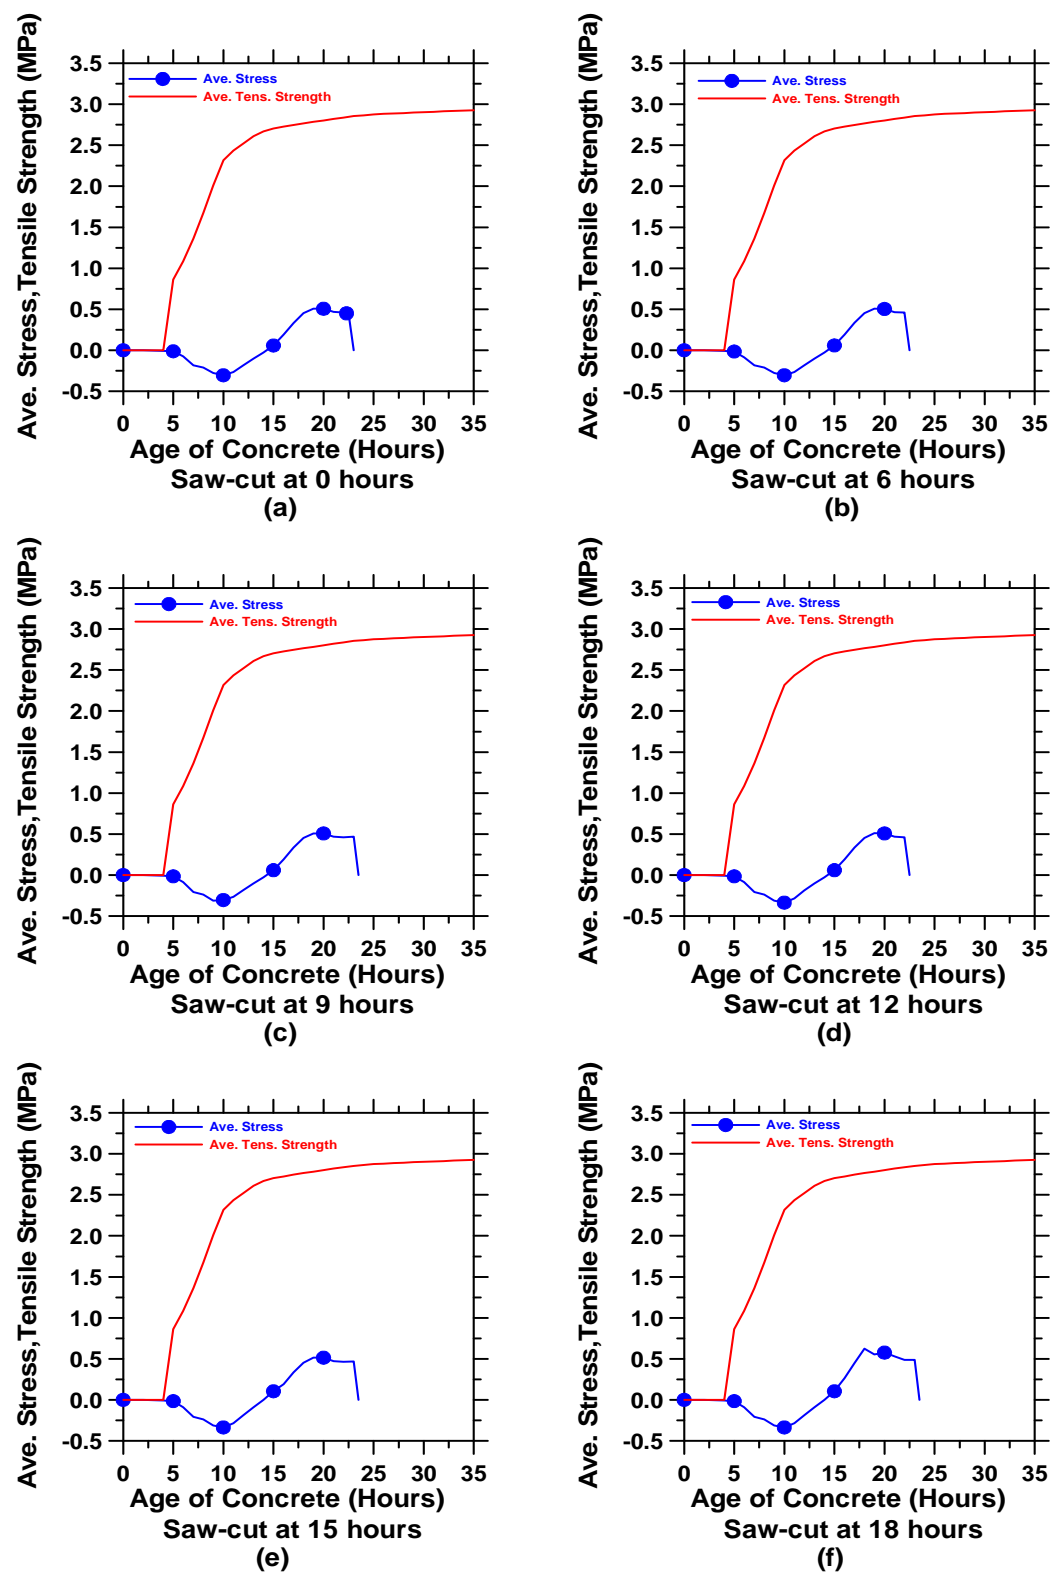 Ave. Stress,Tensile Strength (MPa)
3.5
3.0
2.5
2.0
1.5
1.0
0.5
0.0
-0.5
Ave. Stress
Ave. Tens. Strength
0 5 10 15 20 25 30 35
Age of Concrete (Hours)
Saw-cut at 0 hours
(a)
Ave. Stress,Tensile Strength (MPa)
3.5
3.0
2.5
2.0
1.5
1.0
0.5
0.0
-0.5
Ave. Stress
Ave. Tens. Strength
0 5 10 15 20 25 30 35
Age of Concrete (Hours)
Saw-cut at 6 hours
(b)
Ave. Stress,Tensile Strength (MPa)
3.5
3.0
2.5
2.0
1.5
1.0
0.5
0.0
-0.5
Ave. Stress
Ave. Tens. Strength
0 5 10 15 20 25 30 35
Age of Concrete (Hours)
Saw-cut at 9 hours
(c)
Ave. Stress,Tensile Strength (MPa)
3.5
3.0
2.5
2.0
1.5
1.0
0.5
0.0
-0.5
Ave. Stress
Ave. Tens. Strength
0 5 10 15 20 25 30 35
Age of Concrete (Hours)
Saw-cut at 12 hours
(d)
Ave. Stress,Tensile Strength (MPa)
3.5
3.0
2.5
2.0
1.5
1.0
0.5
0.0
-0.5
Ave. Stress
Ave. Tens. Strength
0 5 10 15 20 25 30 35
Age of Concrete (Hours)
Saw-cut at 15 hours
(e)
Ave. Stress,Tensile Strength (MPa)
3.5
3.0
2.5
2.0
1.5
1.0
0.5
0.0
-0.5
Ave. Stress
Ave. Tens. Strength
0 5 10 15 20 25 30 35
Age of Concrete (Hours)
Saw-cut at 18 hours
(f)